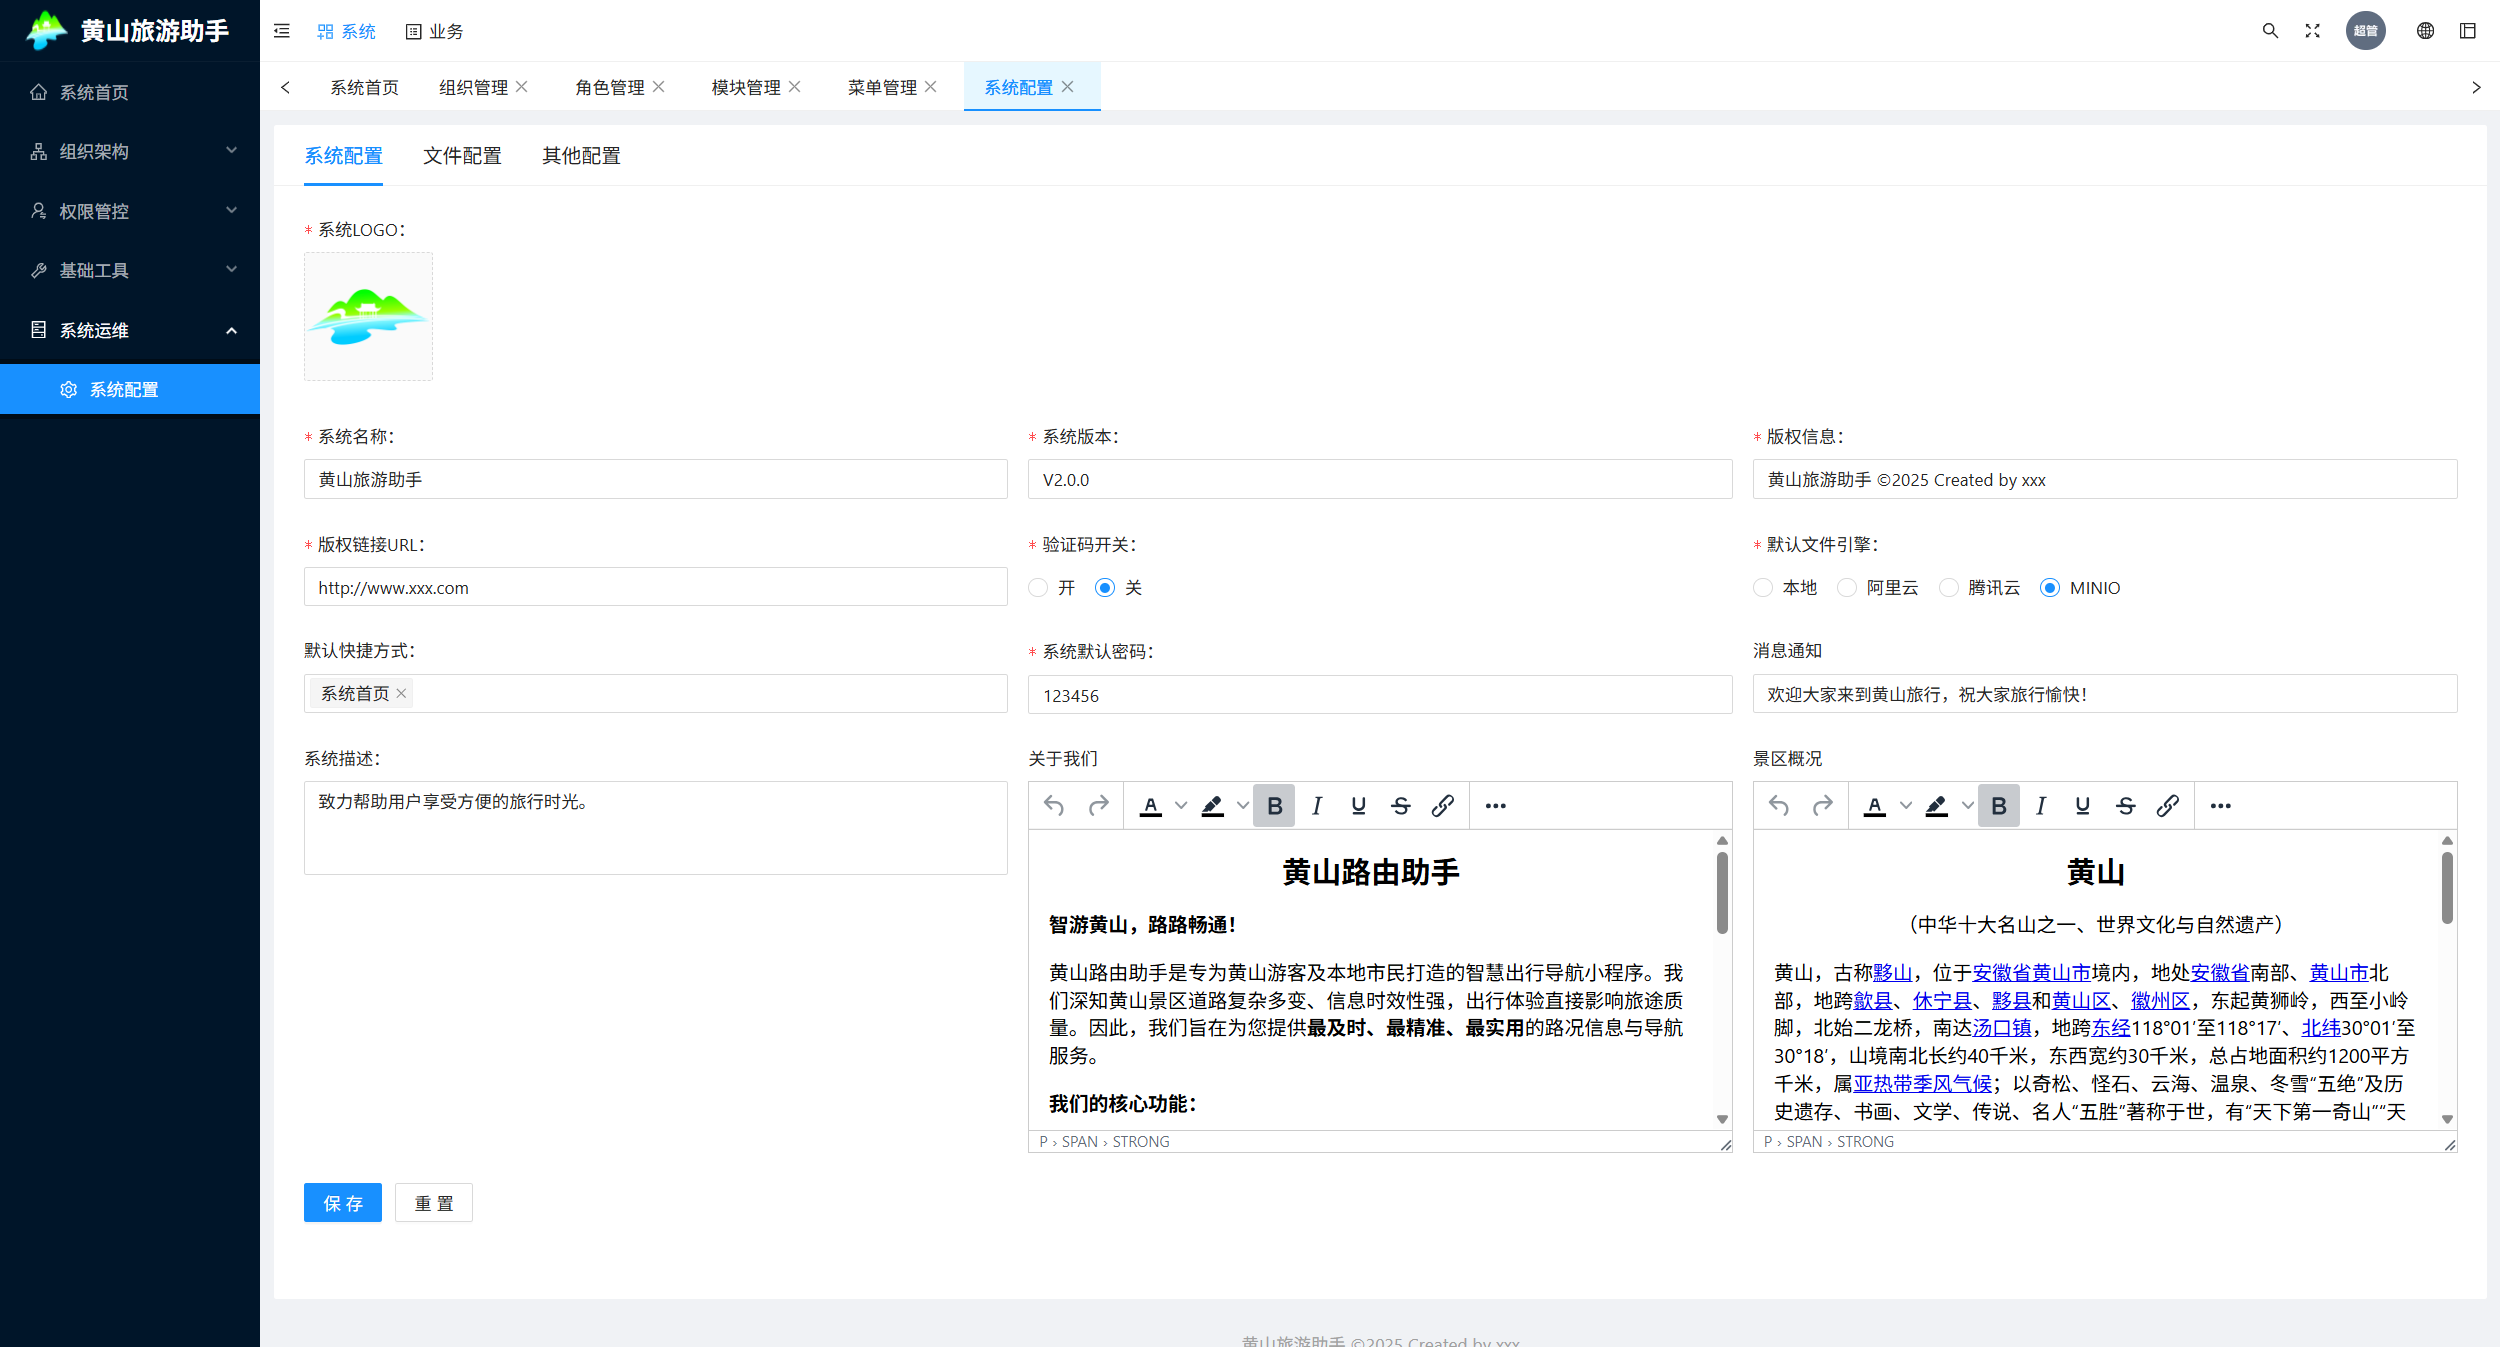 黄山旅游助手
系统
业务
超管
系统首页
组织架构
权限管控
基础工具
系统运维
系统配置
系统首页
组织管理
角色管理
模块管理
菜单管理
系统配置
系统配置
文件配置
其他配置
* 系统LOGO：
* 系统名称：
黄山旅游助手
* 系统版本：
V2.0.0
* 版权信息：
黄山旅游助手 ©2025 Created by xxx
* 版权链接URL：
http://www.xxx.com
* 验证码开关：
开 关
* 默认文件引擎：
本地 阿里云 腾讯云 MINIO
默认快捷方式：
系统首页
* 系统默认密码：
123456
消息通知
欢迎大家来到黄山旅行，祝大家旅行愉快！
系统描述：
致力帮助用户享受方便的旅行时光。
关于我们
黄山路由助手
智游黄山，路路畅通！
黄山路由助手是专为黄山游客及本地市民打造的智慧出行导航小程序。我
们深知黄山景区道路复杂多变、信息时效性强，出行体验直接影响旅途质
量。因此，我们旨在为您提供最及时、最精准、最实用的路况信息与导航
服务。
我们的核心功能：
P › SPAN › STRONG
景区概况
黄山
（中华十大名山之一、世界文化与自然遗产）
黄山，古称黟山，位于安徽省黄山市境内，地处安徽省南部、黄山市北
部，地跨歙县、休宁县、黟县和黄山区、徽州区，东起黄狮岭，西至小岭
脚，北始二龙桥，南达汤口镇，地跨东经118°01′至118°17′、北纬30°01′至
30°18′，山境南北长约40千米，东西宽约30千米，总占地面积约1200平方
千米，属亚热带季风气候；以奇松、怪石、云海、温泉、冬雪“五绝”及历
史遗存、书画、文学、传说、名人“五胜”著称于世，有“天下第一奇山”“天
P › SPAN › STRONG
保 存
重 置
黄山旅游助手 ©2025 Created by xxx